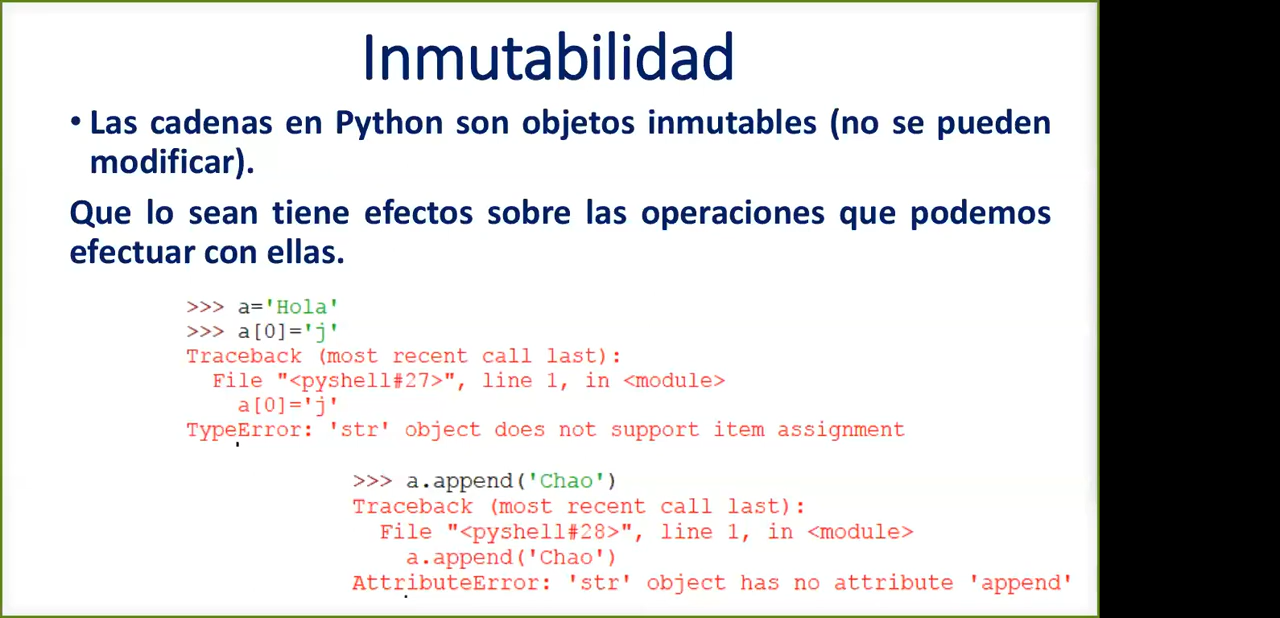 Inmutabilidad
• Las cadenas en Python son objetos inmutables (no se pueden
modificar).
Que lo sean tiene efectos sobre las operaciones que podemos
efectuar con ellas.
>>> a='Hola'
>>> a[0]='j'
Traceback (most recent call last):
  File "<pyshell#27>", line 1, in <module>
    a[0]='j'
TypeError: 'str' object does not support item assignment
>>> a.append('Chao')
Traceback (most recent call last):
  File "<pyshell#28>", line 1, in <module>
    a.append('Chao')
AttributeError: 'str' object has no attribute 'append'